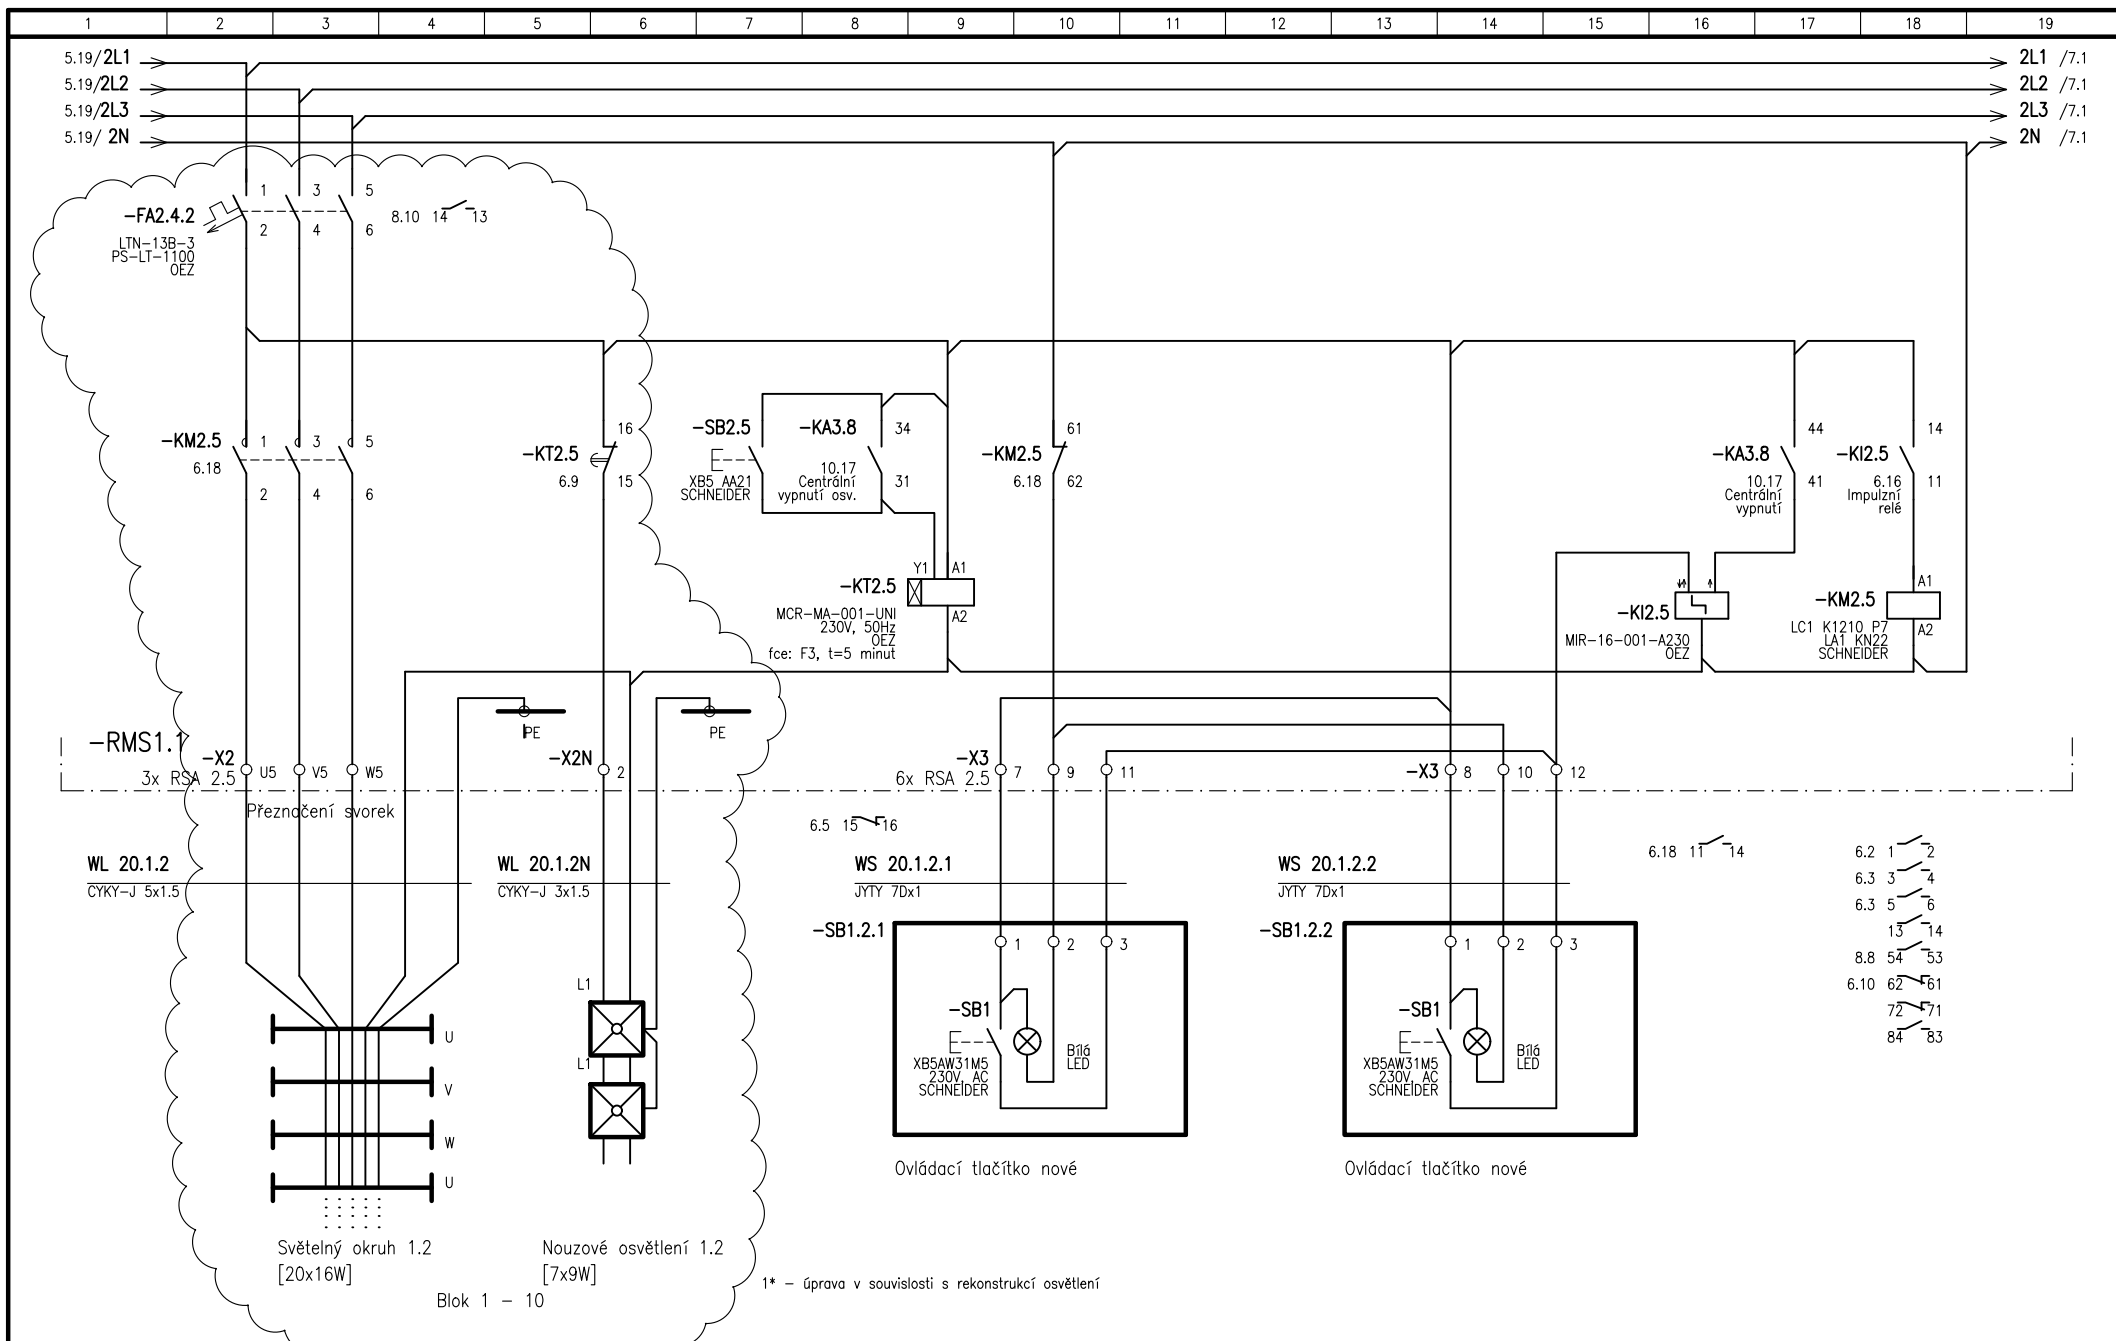 1 2 3 4 5 6 7 8 9 10 11 12 13 14 15 16 17 18 19
5.19/2L1 2L1 /7.1
5.19/2L2 2L2 /7.1
5.19/2L3 2L3 /7.1
5.19/ 2N 2N /7.1
1 3 5
-FA2.4.2 8.10 14 13
2 4 6
LTN-13B-3
PS-LT-1100
OEZ
-KM2.5 1 3 5
6.18
2 4 6
16
-KT2.5
6.9 15
-SB2.5
XB5 AA21
SCHNEIDER
-KA3.8 34
10.17
Centrální 31
vypnutí osv.
61
-KM2.5
6.18 62
44
-KA3.8
10.17 41
Centrální
vypnutí
14
-KI2.5
6.16 11
Impulzní
relé
Y1 A1
-KT2.5
A2
MCR-MA-001-UNI
230V, 50Hz
OEZ
fce: F3, t=5 minut
-KI2.5
MIR-16-001-A230
OEZ
A1
-KM2.5
A2
LC1 K1210 P7
LA1 KN22
SCHNEIDER
PE PE
-RMS1.1
-X2 U5 V5 W5
3x RSA 2.5
-X2N 2
-X3 7 9 11
6x RSA 2.5
-X3 8 10 12
Přeznačení svorek
6.5 15 16
6.18 11 14
WL 20.1.2
CYKY-J 5x1.5
WL 20.1.2N
CYKY-J 3x1.5
WS 20.1.2.1
JYTY 7Dx1
WS 20.1.2.2
JYTY 7Dx1
6.2 1 2
6.3 3 4
6.3 5 6
13 14
8.8 54 53
6.10 62 61
72 71
84 83
-SB1.2.1
1 2 3
-SB1
XB5AW31M5
230V, AC
SCHNEIDER
Bílá
LED
Ovládací tlačítko nové
-SB1.2.2
1 2 3
-SB1
XB5AW31M5
230V, AC
SCHNEIDER
Bílá
LED
Ovládací tlačítko nové
L1
L1
U
V
W
U
Světelný okruh 1.2
[20x16W]
Nouzové osvětlení 1.2
[7x9W]
Blok 1 - 10
1* - úprava v souvislosti s rekonstrukcí osvětlení